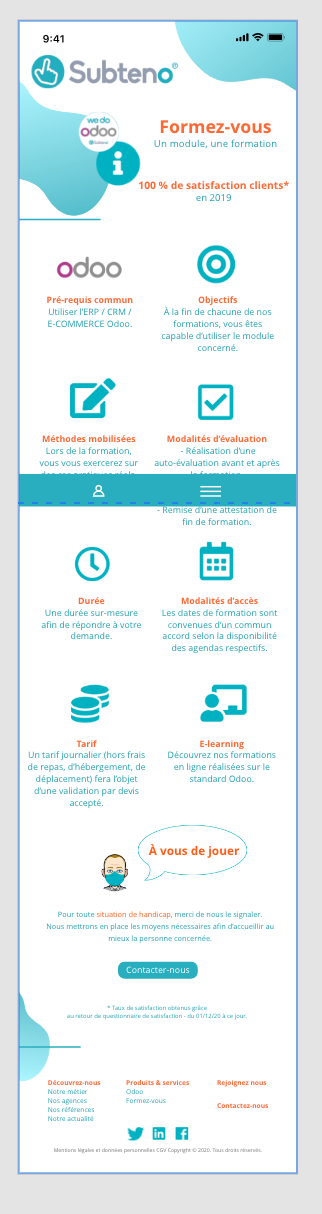 9:41
Subteno®
we do
odoo
Subteno
Formez-vous
Un module, une formation
100 % de satisfaction clients*
en 2019
odoo
Pré-requis commun
Utiliser l'ERP / CRM /
E-COMMERCE Odoo.
Objectifs
À la fin de chacune de nos
formations, vous êtes
capable d'utiliser le module
concerné.
Méthodes mobilisées
Lors de la formation,
vous vous exercerez sur
Modalités d'évaluation
- Réalisation d'une
auto-évaluation avant et après
- Remise d'une attestation de
fin de formation.
Durée
Une durée sur-mesure
afin de répondre à votre
demande.
Modalités d'accès
Les dates de formation sont
convenues d'un commun
accord selon la disponibilité
des agendas respectifs.
Tarif
Un tarif journalier (hors frais
de repas, d'hébergement, de
déplacement) fera l'objet
d'une validation par devis
accepté.
E-learning
Découvrez nos formations
en ligne réalisées sur le
standard Odoo.
À vous de jouer
Pour toute situation de handicap, merci de nous le signaler.
Nous mettrons en place les moyens nécessaires afin d'accueillir au
mieux la personne concernée.
Contacter-nous
* Taux de satisfaction obtenus grâce
au retour de questionnaire de satisfaction - du 01/12/20 à ce jour.
Découvrez-nous
Notre métier
Nos agences
Nos références
Notre actualité
Produits & services
Odoo
Formez-vous
Rejoignez nous
Contactez-nous
Mentions légales et données personnelles CGV Copyright © 2020. Tous droits réservés.